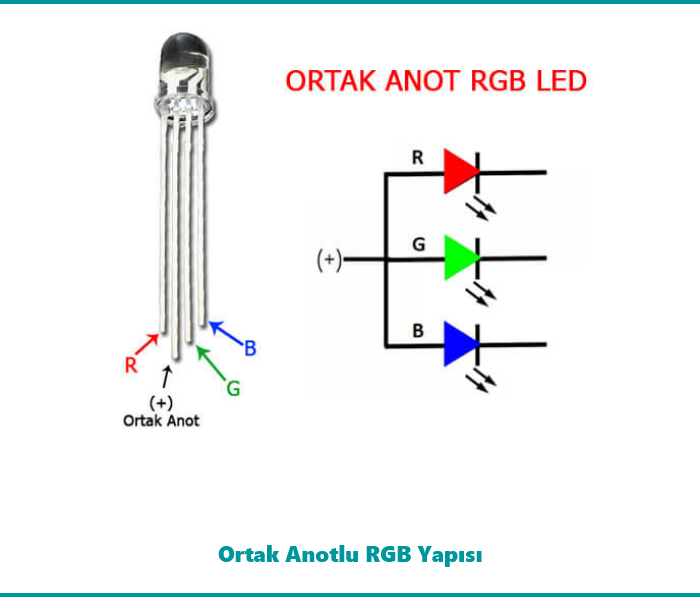 ORTAK ANOT RGB LED
R
G
(+)
B
R
B
G
(+)
Ortak Anot
Ortak Anotlu RGB Yapısı